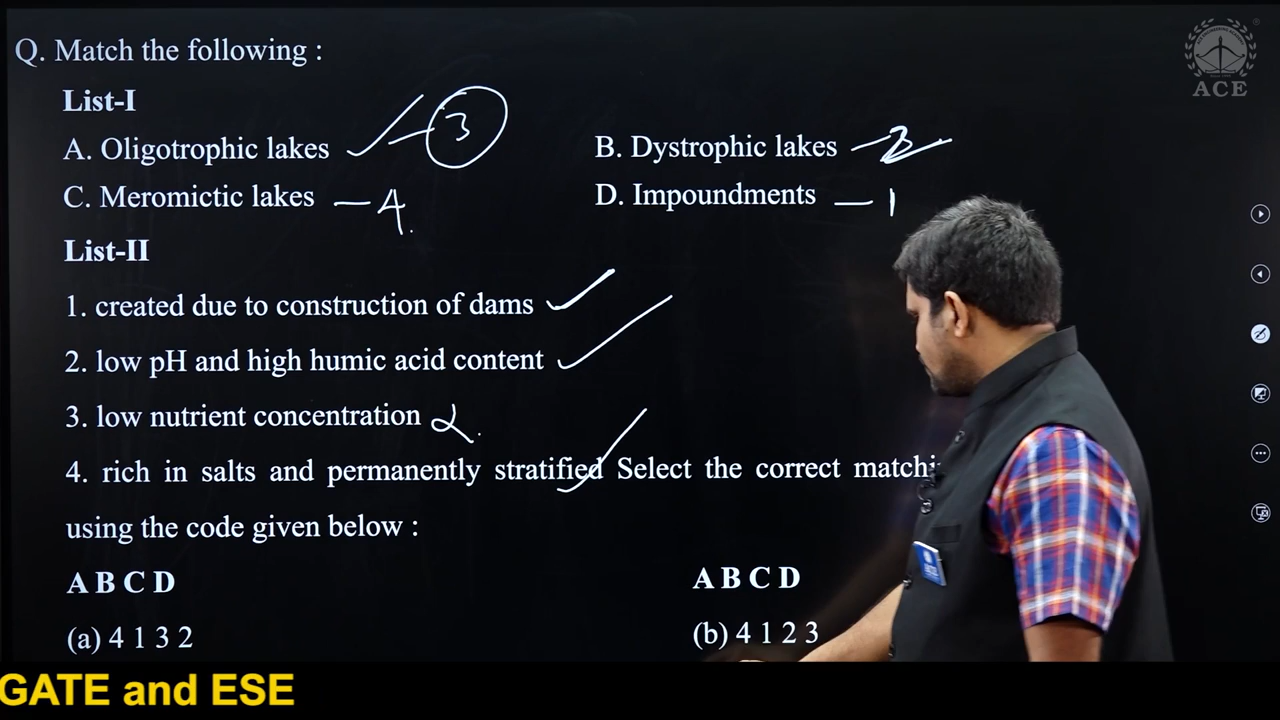 Q. Match the following :
List-I
A. Oligotrophic lakes 3 B. Dystrophic lakes 2
C. Meromictic lakes — 4. D. Impoundments — 1
List-II
1. created due to construction of dams
2. low pH and high humic acid content
3. low nutrient concentration
4. rich in salts and permanently stratified Select the correct
using the code given below :
A B C D A B C D
(a) 4 1 3 2 (b) 4 1 2 3
ACE
GATE and ESE